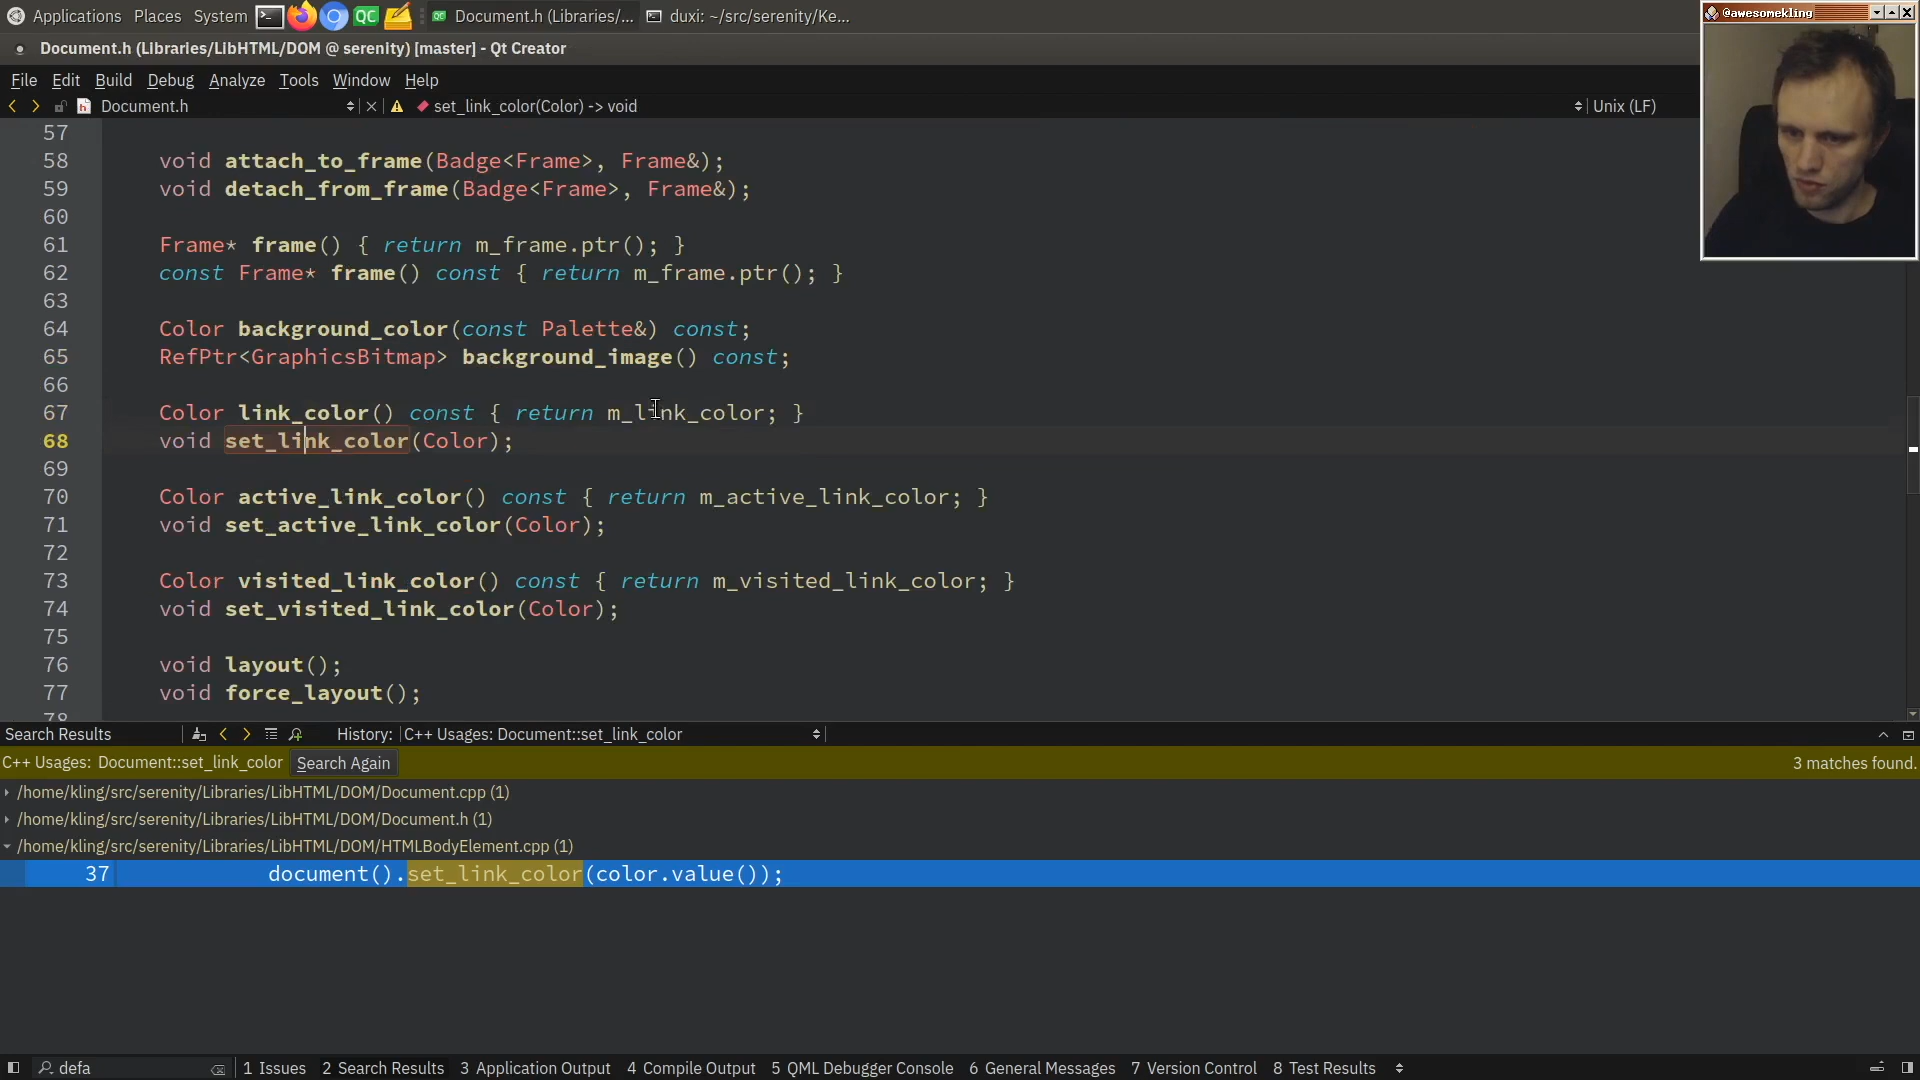 Applications Places System Document.h (Libraries/... duxi: ~/src/serenity/Ke...
@awesomekling
Document.h (Libraries/LibHTML/DOM @ serenity) [master] - Qt Creator
File Edit Build Debug Analyze Tools Window Help
Document.h set_link_color(Color) -> void Unix (LF)
57
58 void attach_to_frame(Badge<Frame>, Frame&);
59 void detach_from_frame(Badge<Frame>, Frame&);
60
61 Frame* frame() { return m_frame.ptr(); }
62 const Frame* frame() const { return m_frame.ptr(); }
63
64 Color background_color(const Palette&) const;
65 RefPtr<GraphicsBitmap> background_image() const;
66
67 Color link_color() const { return m_link_color; }
68 void set_link_color(Color);
69
70 Color active_link_color() const { return m_active_link_color; }
71 void set_active_link_color(Color);
72
73 Color visited_link_color() const { return m_visited_link_color; }
74 void set_visited_link_color(Color);
75
76 void layout();
77 void force_layout();
78
Search Results History: C++ Usages: Document::set_link_color
C++ Usages: Document::set_link_color Search Again 3 matches found.
/home/kling/src/serenity/Libraries/LibHTML/DOM/Document.cpp (1)
/home/kling/src/serenity/Libraries/LibHTML/DOM/Document.h (1)
/home/kling/src/serenity/Libraries/LibHTML/DOM/HTMLBodyElement.cpp (1)
37 document().set_link_color(color.value());
defa 1 Issues 2 Search Results 3 Application Output 4 Compile Output 5 QML Debugger Console 6 General Messages 7 Version Control 8 Test Results